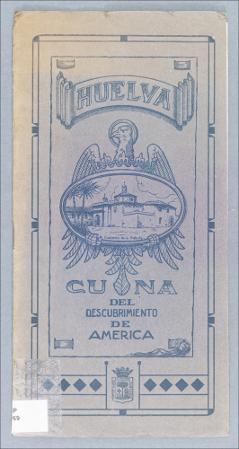 HUELVA
CUNA
DEL
DESCUBRIMIENTO
DE
AMERICA